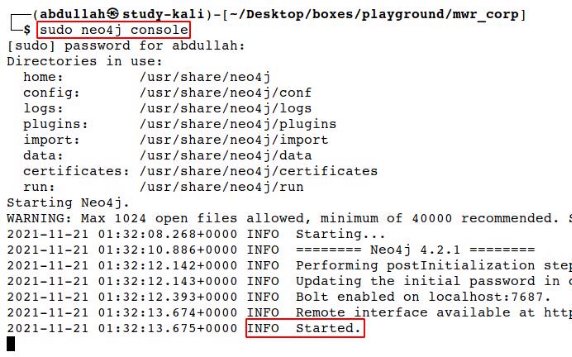 ┌──(abdullah㉿study-kali)-[~/Desktop/boxes/playground/mwr_corp]
└─$ sudo neo4j console
[sudo] password for abdullah:
Directories in use:
  home:         /usr/share/neo4j
  config:       /usr/share/neo4j/conf
  logs:         /usr/share/neo4j/logs
  plugins:      /usr/share/neo4j/plugins
  import:       /usr/share/neo4j/import
  data:         /usr/share/neo4j/data
  certificates: /usr/share/neo4j/certificates
  run:          /usr/share/neo4j/run
Starting Neo4j.
WARNING: Max 1024 open files allowed, minimum of 40000 recommended. S
2021-11-21 01:32:08.268+0000 INFO  Starting...
2021-11-21 01:32:10.886+0000 INFO  ======== Neo4j 4.2.1 ========
2021-11-21 01:32:12.142+0000 INFO  Performing postInitialization step
2021-11-21 01:32:12.143+0000 INFO  Updating the initial password in c
2021-11-21 01:32:12.393+0000 INFO  Bolt enabled on localhost:7687.
2021-11-21 01:32:13.674+0000 INFO  Remote interface available at http
2021-11-21 01:32:13.675+0000 INFO  Started.